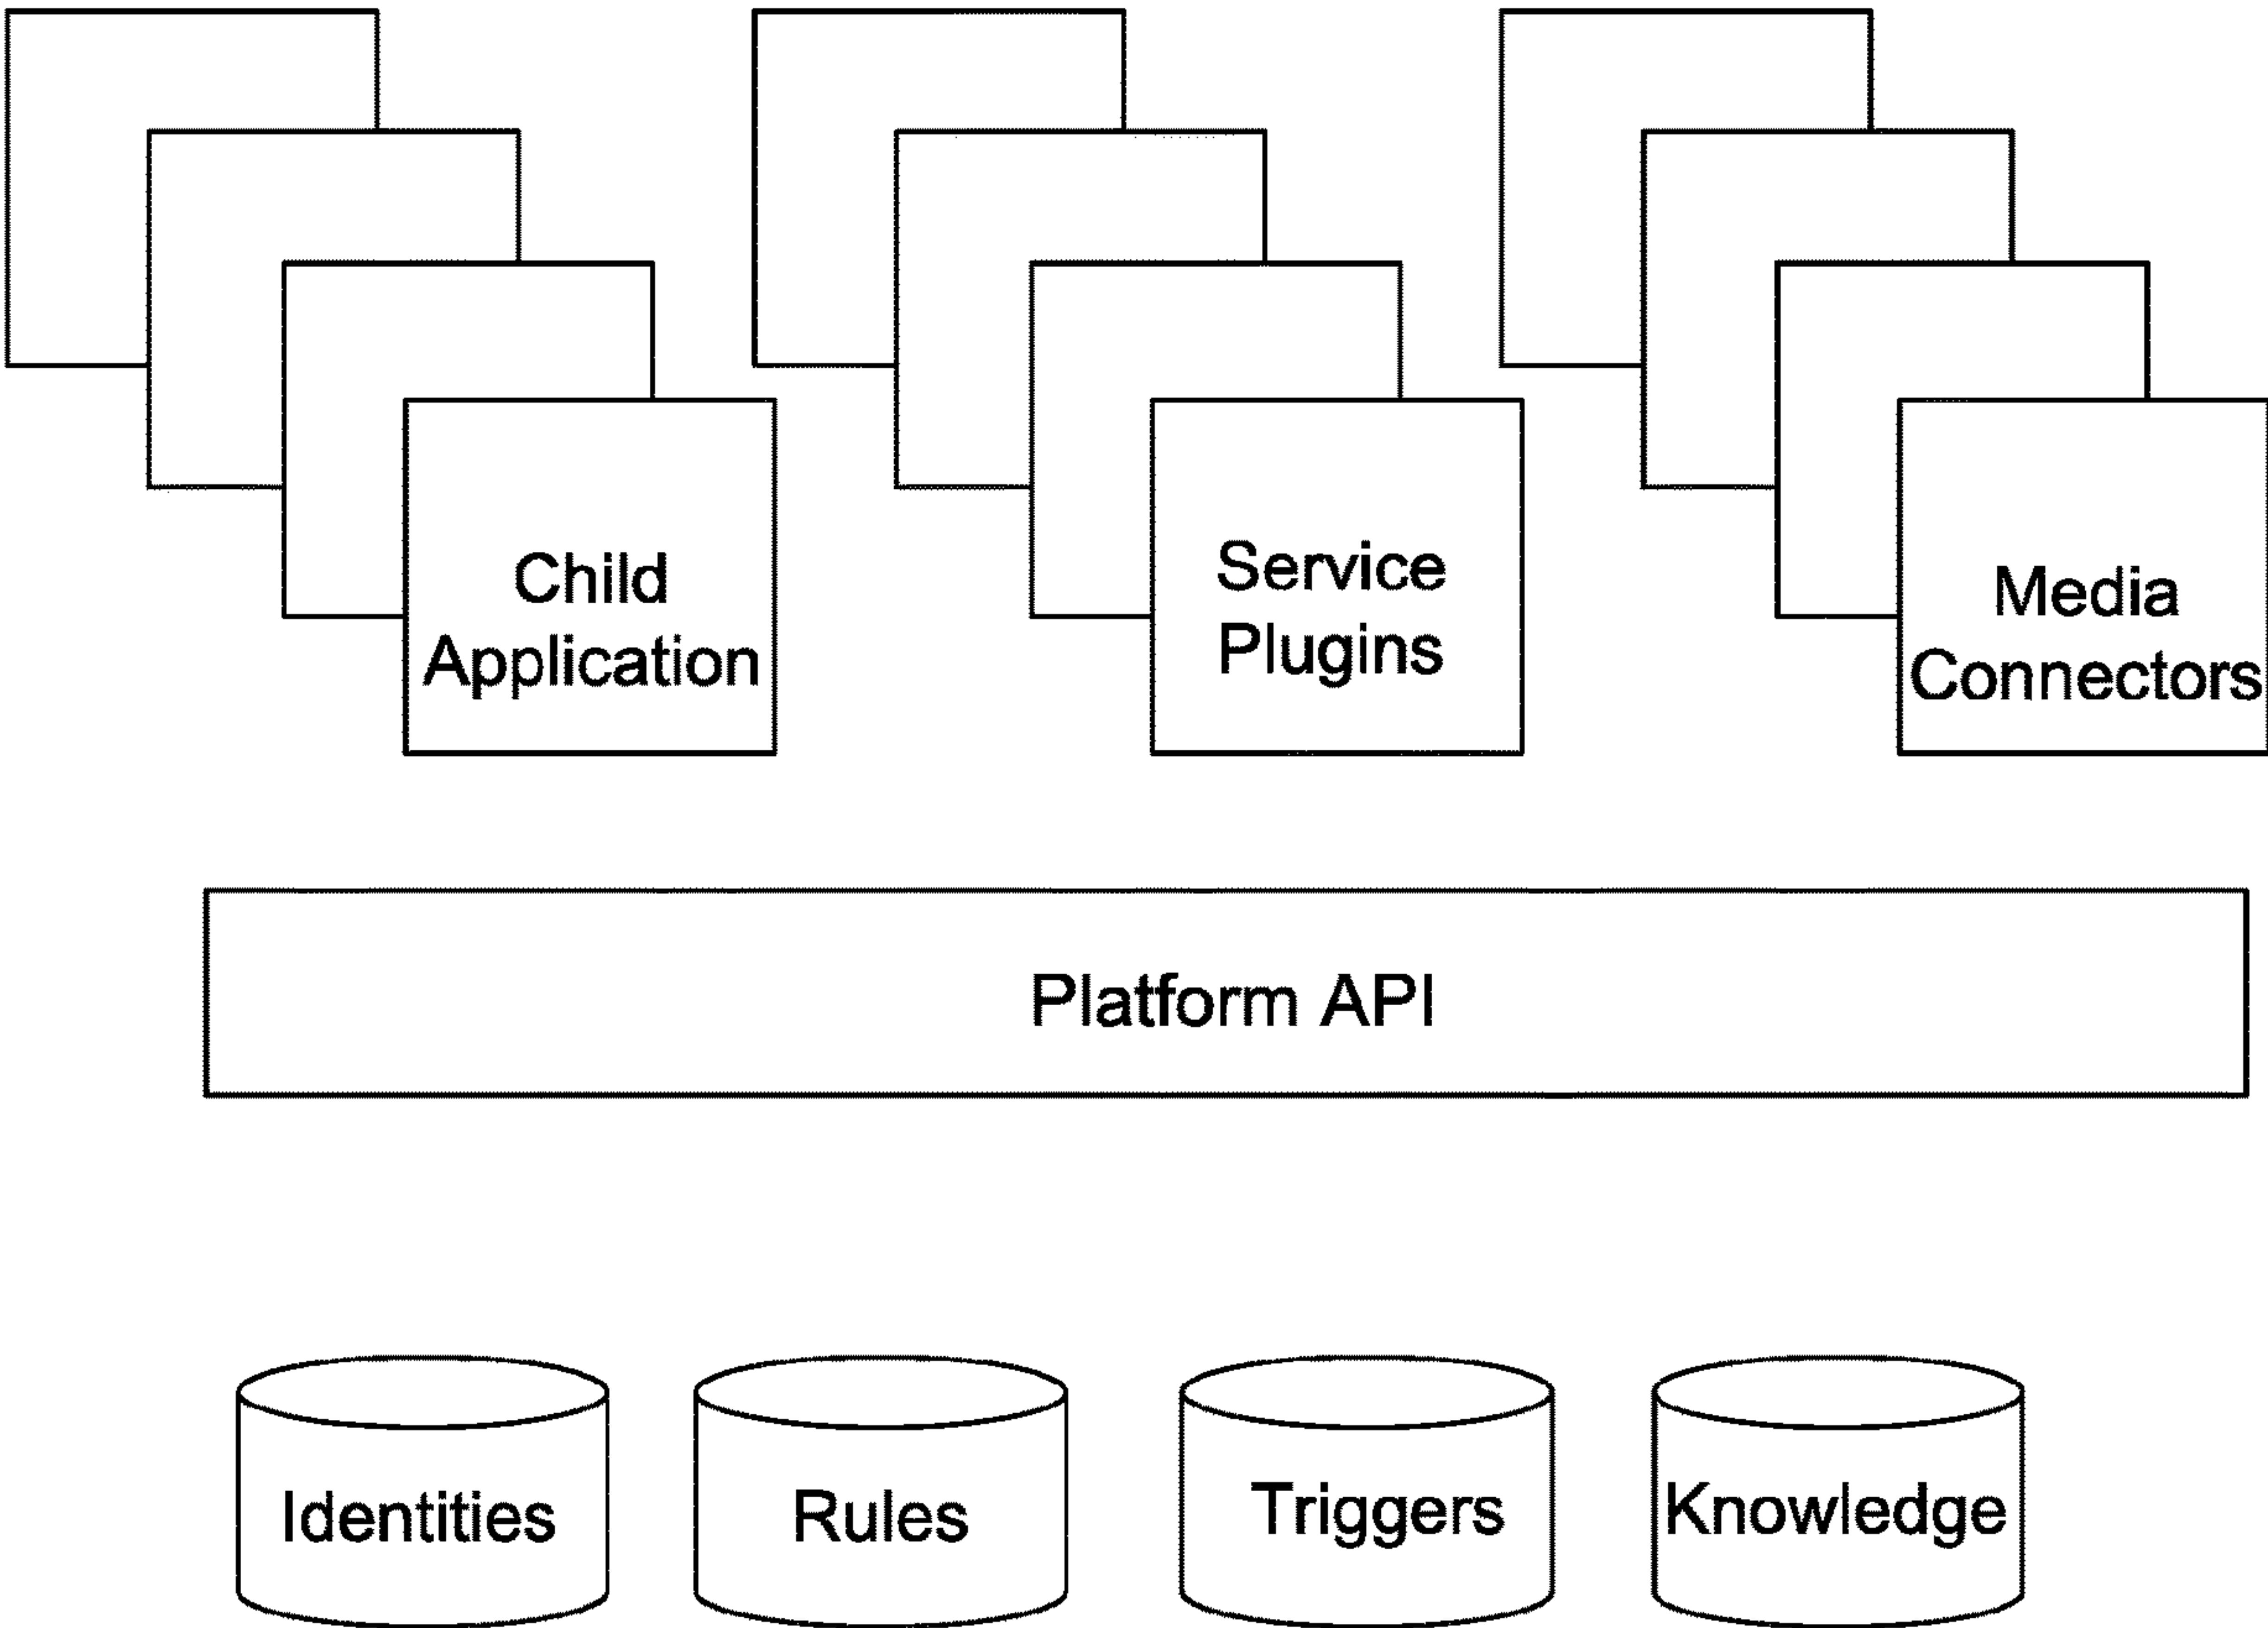 Child
Application
Service
Plugins
Media
Connectors
Platform API
Identities
Rules
Triggers
Knowledge